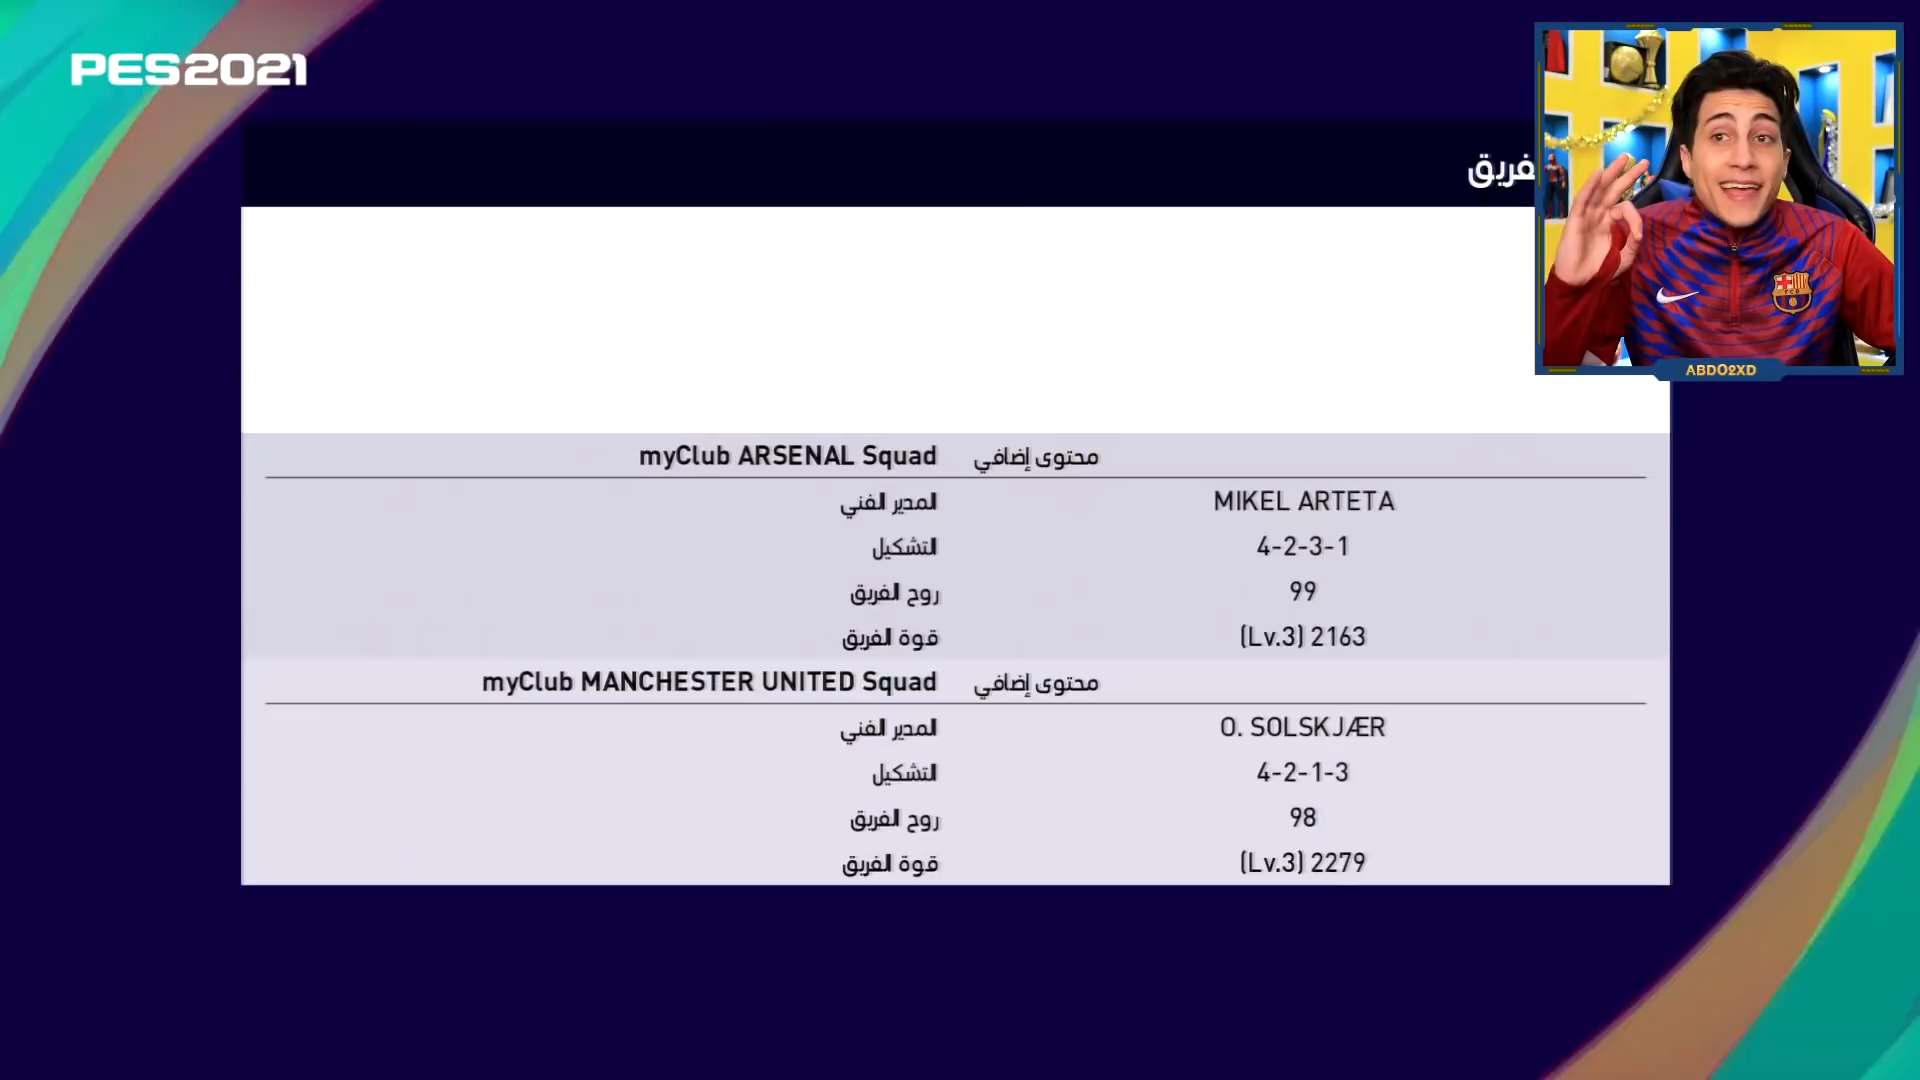 PES2021
ABDO2XD
myClub ARSENAL Squad محتوى إضافي
المدير الفني MIKEL ARTETA
التشكيل 4-2-3-1
روح الفريق 99
قوة الفريق (Lv.3) 2163
myClub MANCHESTER UNITED Squad محتوى إضافي
المدير الفني O. SOLSKJÆR
التشكيل 4-2-1-3
روح الفريق 98
قوة الفريق (Lv.3) 2279